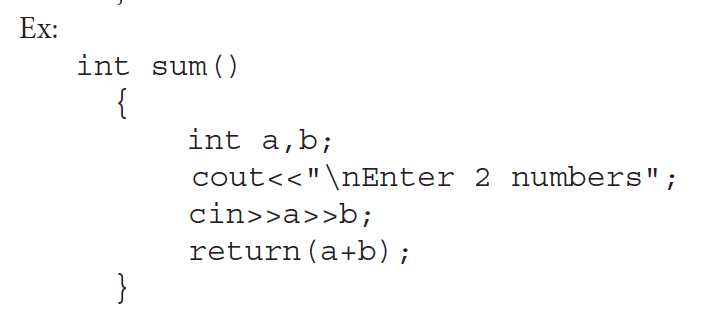 Ex:
int sum()
{
int a,b;
cout<<"\nEnter 2 numbers";
cin>>a>>b;
return(a+b);
}